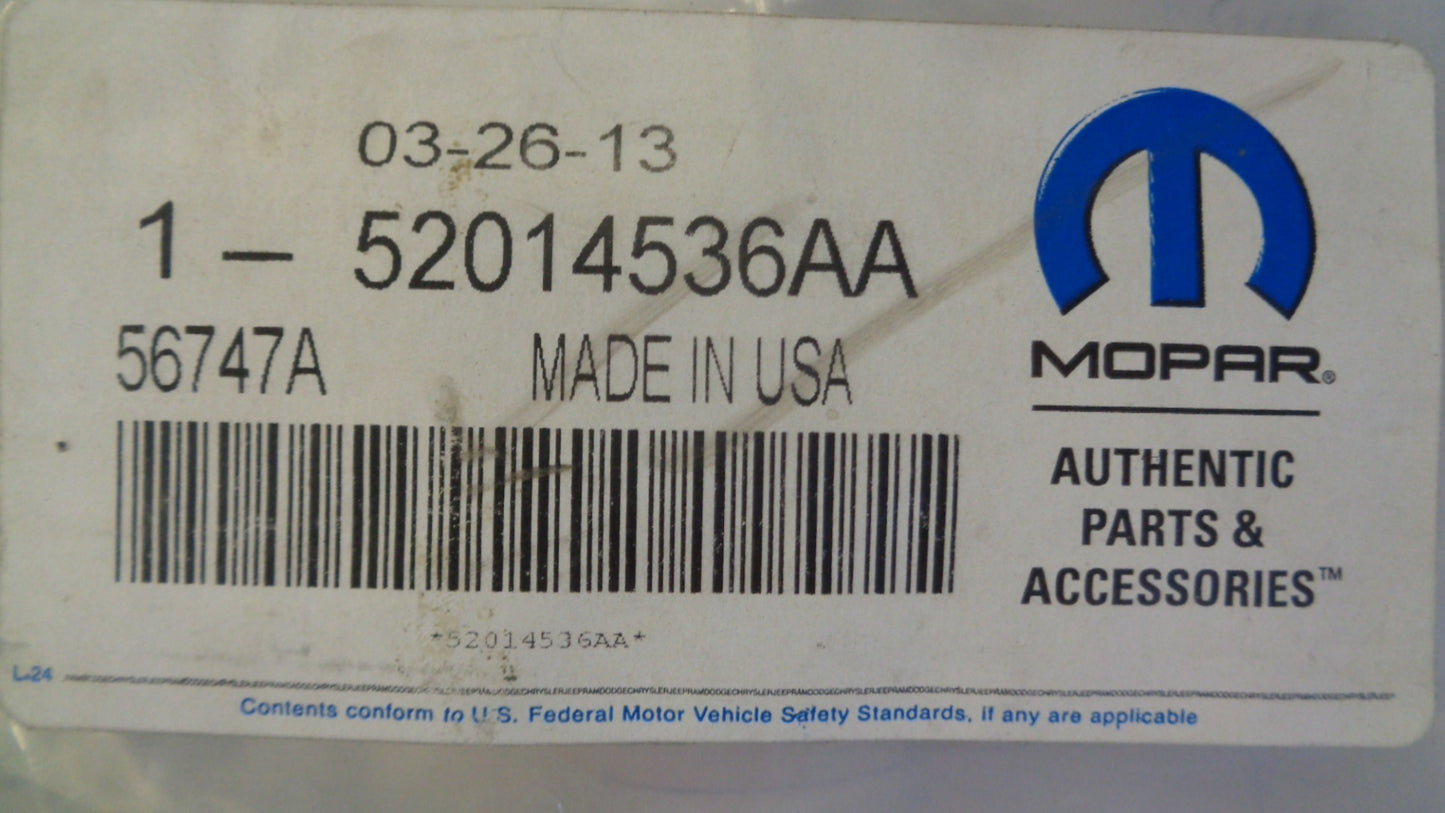 03-26-13
1 - 52014536AA
56747A MADE IN USA
*52014536AA*
MOPAR®
AUTHENTIC
PARTS &
ACCESSORIES™
L-24
Contents conform to U.S. Federal Motor Vehicle Safety Standards, if any are applicable